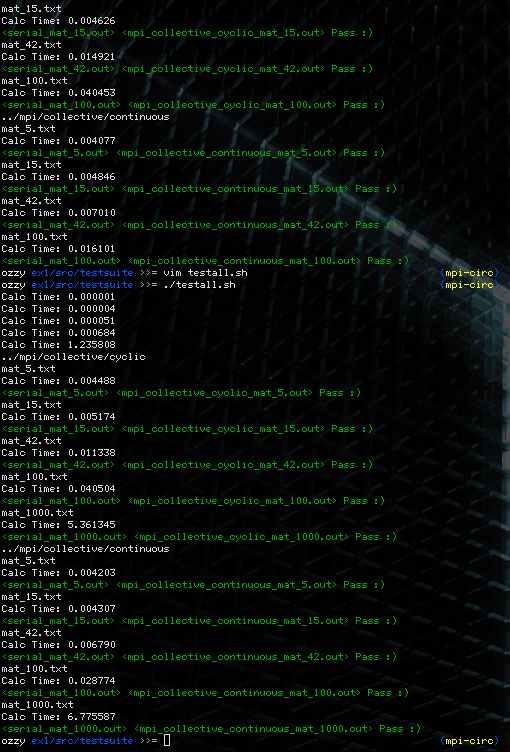 mat_15.txt
Calc Time: 0.004626
<serial_mat_15.out> <mpi_collective_cyclic_mat_15.out> Pass :)
mat_42.txt
Calc Time: 0.014921
<serial_mat_42.out> <mpi_collective_cyclic_mat_42.out> Pass :)
mat_100.txt
Calc Time: 0.040453
<serial_mat_100.out> <mpi_collective_cyclic_mat_100.out> Pass :)
../mpi/collective/continuous
mat_5.txt
Calc Time: 0.004077
<serial_mat_5.out> <mpi_collective_continuous_mat_5.out> Pass :)
mat_15.txt
Calc Time: 0.004846
<serial_mat_15.out> <mpi_collective_continuous_mat_15.out> Pass :)
mat_42.txt
Calc Time: 0.007010
<serial_mat_42.out> <mpi_collective_continuous_mat_42.out> Pass :)
mat_100.txt
Calc Time: 0.016101
<serial_mat_100.out> <mpi_collective_continuous_mat_100.out> Pass :)
ozzy ex1/src/testsuite >>= vim testall.sh (mpi-circ)
ozzy ex1/src/testsuite >>= ./testall.sh (mpi-circ)
Calc Time: 0.000001
Calc Time: 0.000004
Calc Time: 0.000051
Calc Time: 0.000684
Calc Time: 1.235808
../mpi/collective/cyclic
mat_5.txt
Calc Time: 0.004488
<serial_mat_5.out> <mpi_collective_cyclic_mat_5.out> Pass :)
mat_15.txt
Calc Time: 0.005174
<serial_mat_15.out> <mpi_collective_cyclic_mat_15.out> Pass :)
mat_42.txt
Calc Time: 0.011338
<serial_mat_42.out> <mpi_collective_cyclic_mat_42.out> Pass :)
mat_100.txt
Calc Time: 0.040504
<serial_mat_100.out> <mpi_collective_cyclic_mat_100.out> Pass :)
mat_1000.txt
Calc Time: 5.361345
<serial_mat_1000.out> <mpi_collective_cyclic_mat_1000.out> Pass :)
../mpi/collective/continuous
mat_5.txt
Calc Time: 0.004203
<serial_mat_5.out> <mpi_collective_continuous_mat_5.out> Pass :)
mat_15.txt
Calc Time: 0.004307
<serial_mat_15.out> <mpi_collective_continuous_mat_15.out> Pass :)
mat_42.txt
Calc Time: 0.006790
<serial_mat_42.out> <mpi_collective_continuous_mat_42.out> Pass :)
mat_100.txt
Calc Time: 0.028774
<serial_mat_100.out> <mpi_collective_continuous_mat_100.out> Pass :)
mat_1000.txt
Calc Time: 6.775587
<serial_mat_1000.out> <mpi_collective_continuous_mat_1000.out> Pass :)
ozzy ex1/src/testsuite >>= (mpi-circ)